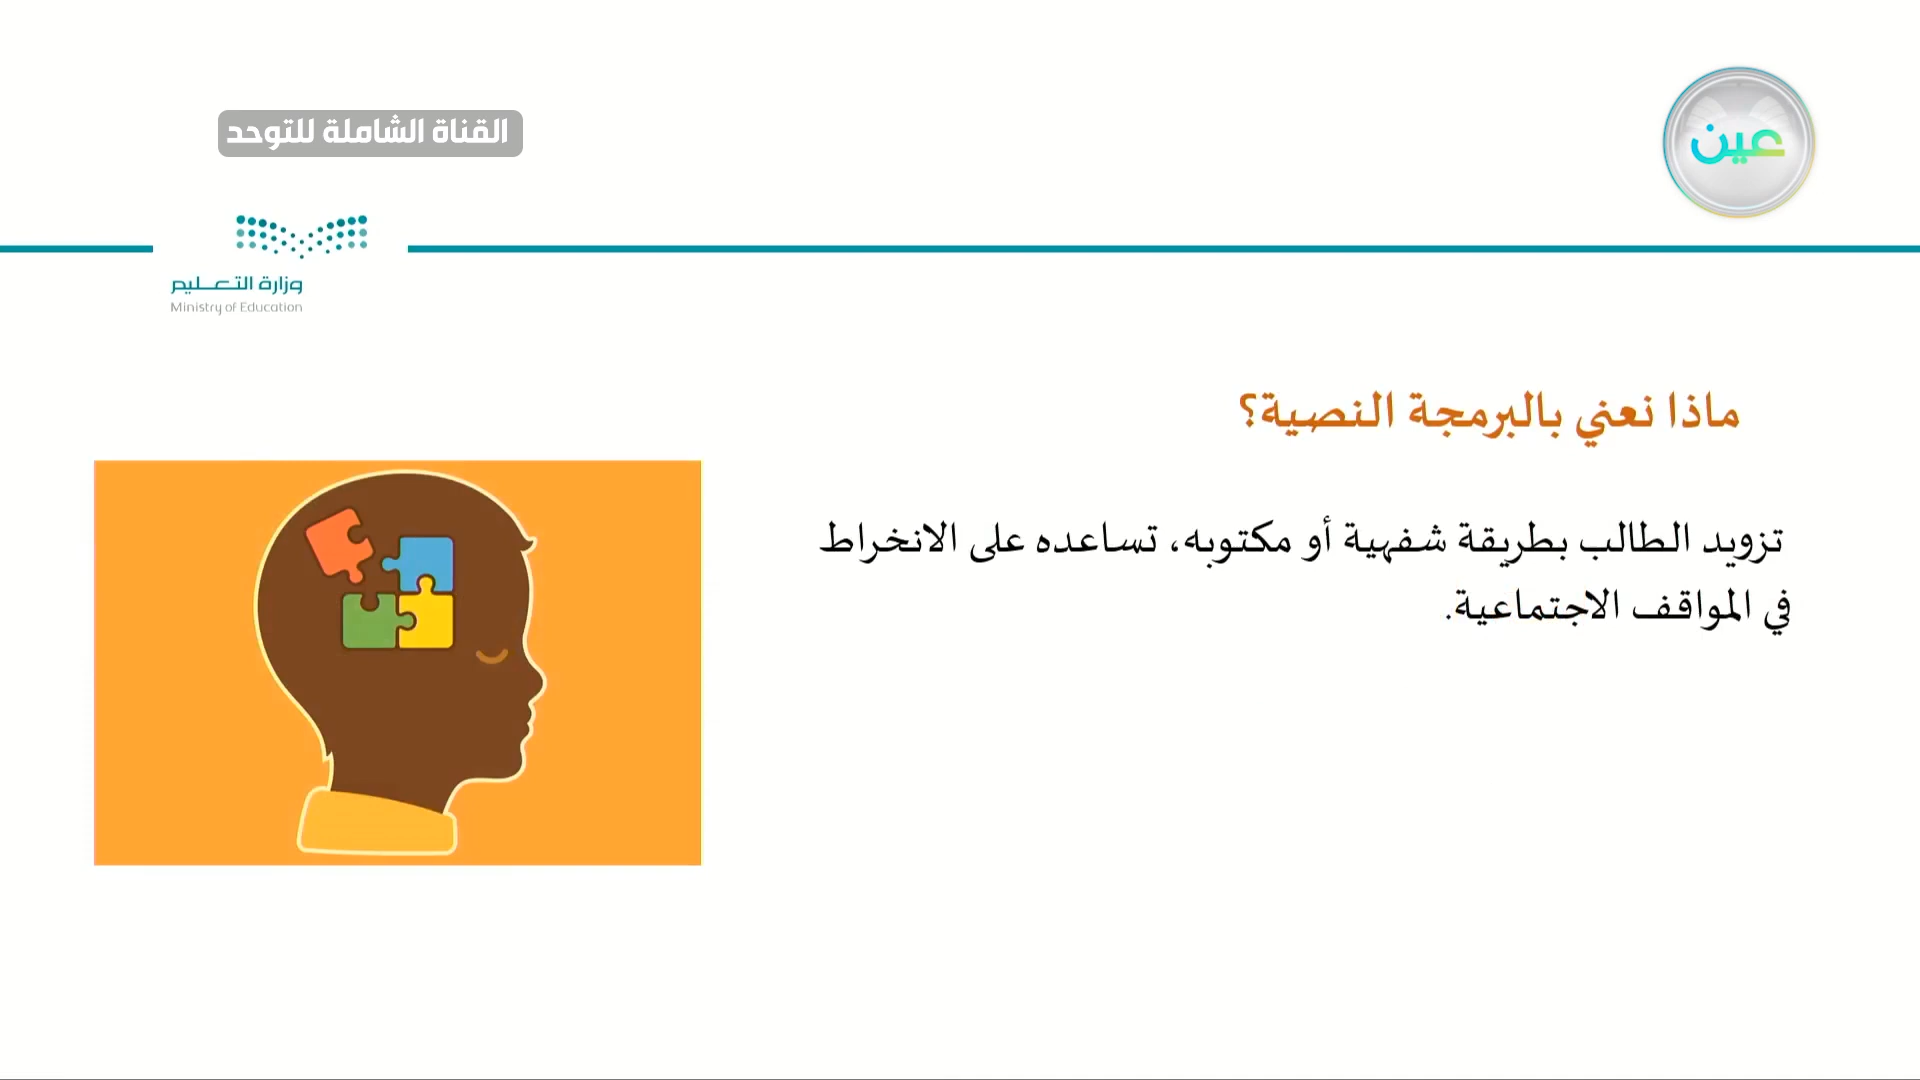 عين
القناة الشاملة للتوحد
وزارة التعليم
Ministry of Education
ماذا نعني بالبرمجة النصية؟
تزويد الطالب بطريقة شفهية أو مكتوبه، تساعده على الانخراط
في المواقف الاجتماعية.